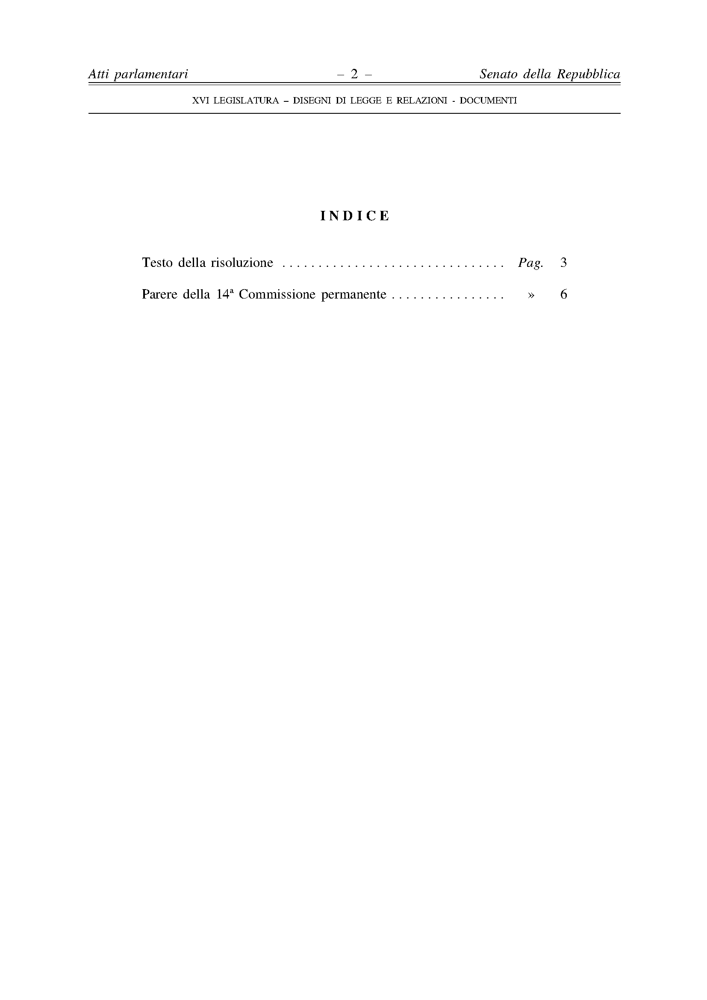 Atti parlamentari – 2 – Senato della Repubblica
XVI LEGISLATURA – DISEGNI DI LEGGE E RELAZIONI - DOCUMENTI
INDICE
Testo della risoluzione . . . . . . . . . . . . . . . . . . . . . . . . . . . . . . . Pag. 3
Parere della 14ª Commissione permanente . . . . . . . . . . . . . . . . » 6